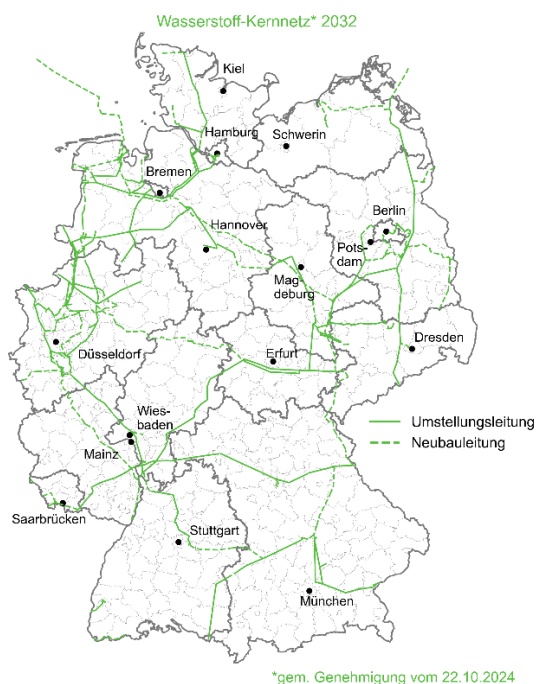 Wasserstoff-Kernnetz* 2032
Kiel
Hamburg
Schwerin
Bremen
Hannover
Berlin
Pots-
dam
Mag-
deburg
Düsseldorf
Erfurt
Dresden
Wies-
baden
Mainz
Umstellungsleitung
Neubauleitung
Saarbrücken
Stuttgart
München
*gem. Genehmigung vom 22.10.2024